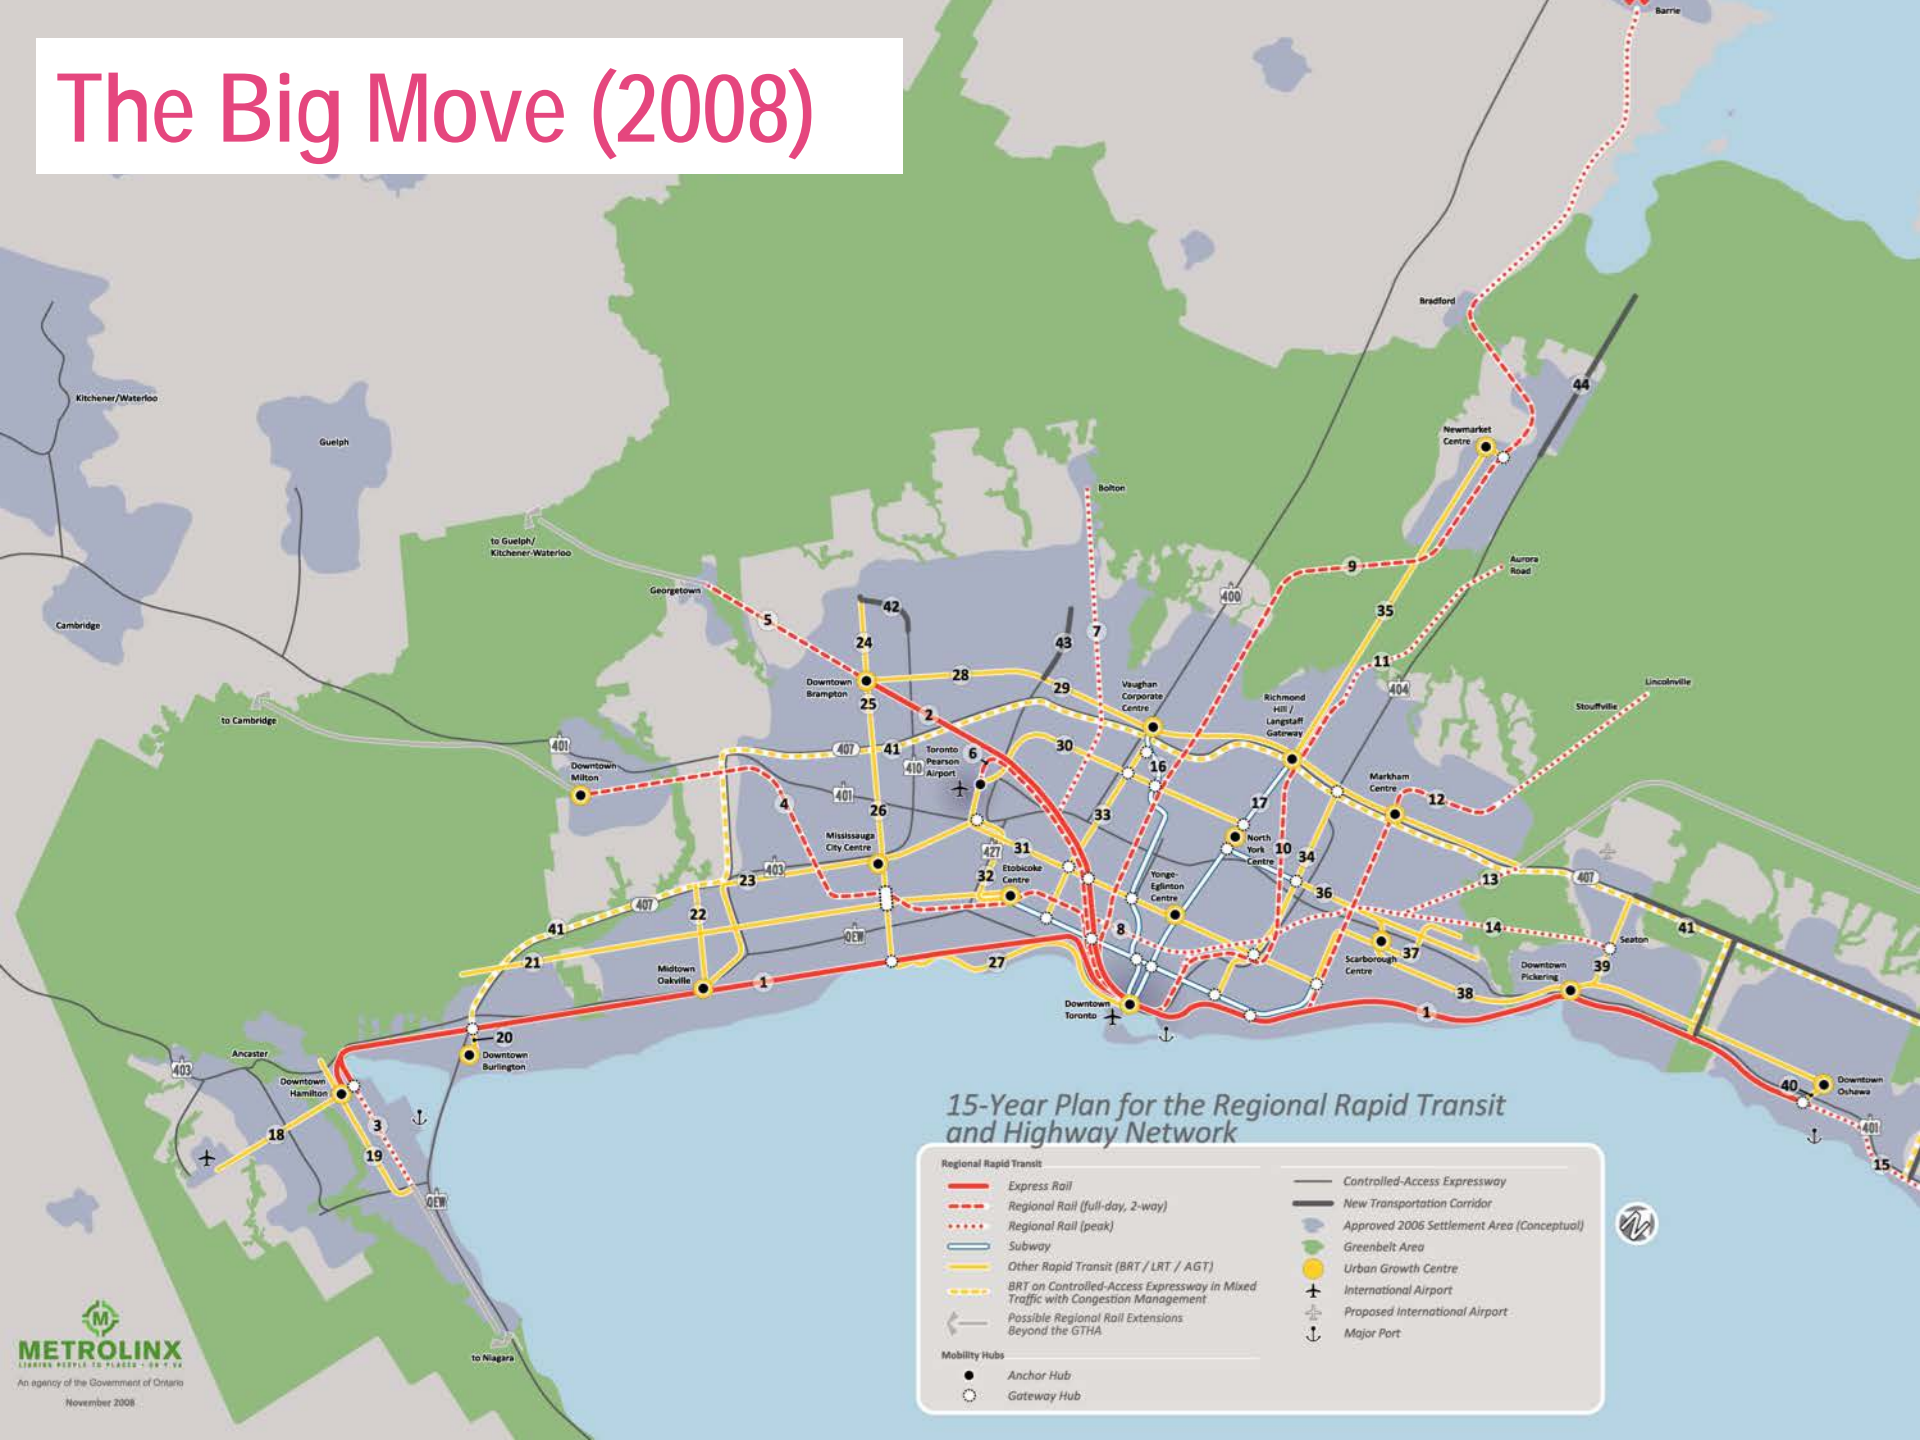 The Big Move (2008)
Barrie
Bradford
44
Kitchener/Waterloo
Guelph
Newmarket
Centre
Bolton
to Guelph/
Kitchener-Waterloo
Aurora
Road
9
Georgetown
400
42
5
35
Cambridge
7
24
43
11
28
Downtown
Brampton
29
Vaughan
Corporate
Centre
404
Lincolnville
25
Richmond
Hill /
Langstaff
Gateway
Stouffville
2
to Cambridge
401
407
41
Toronto
Pearson
Airport
6
30
410
16
Downtown
Milton
Markham
Centre
401
4
17
12
26
33
Mississauga
City Centre
North
York
Centre
427
31
10
34
403
Etobicoke
Centre
32
Yonge-
Eglinton
Centre
23
13
407
36
407
22
41
QEW
8
14
41
Seaton
21
27
37
Scarborough
Centre
Downtown
Pickering
39
Midtown
Oakville
1
38
Downtown
Toronto
1
20
Ancaster
Downtown
Burlington
403
Downtown
Hamilton
40
Downtown
Oshawa
3
401
18
19
15
QEW
to Niagara
15-Year Plan for the Regional Rapid Transit
and Highway Network
Regional Rapid Transit
Express Rail
Regional Rail (full-day, 2-way)
Regional Rail (peak)
Subway
Other Rapid Transit (BRT / LRT / AGT)
BRT on Controlled-Access Expressway in Mixed
Traffic with Congestion Management
Possible Regional Rail Extensions
Beyond the GTHA
Mobility Hubs
Anchor Hub
Gateway Hub
Controlled-Access Expressway
New Transportation Corridor
Approved 2006 Settlement Area (Conceptual)
Greenbelt Area
Urban Growth Centre
International Airport
Proposed International Airport
Major Port
M
METROLINX
An agency of the Government of Ontario
November 2008